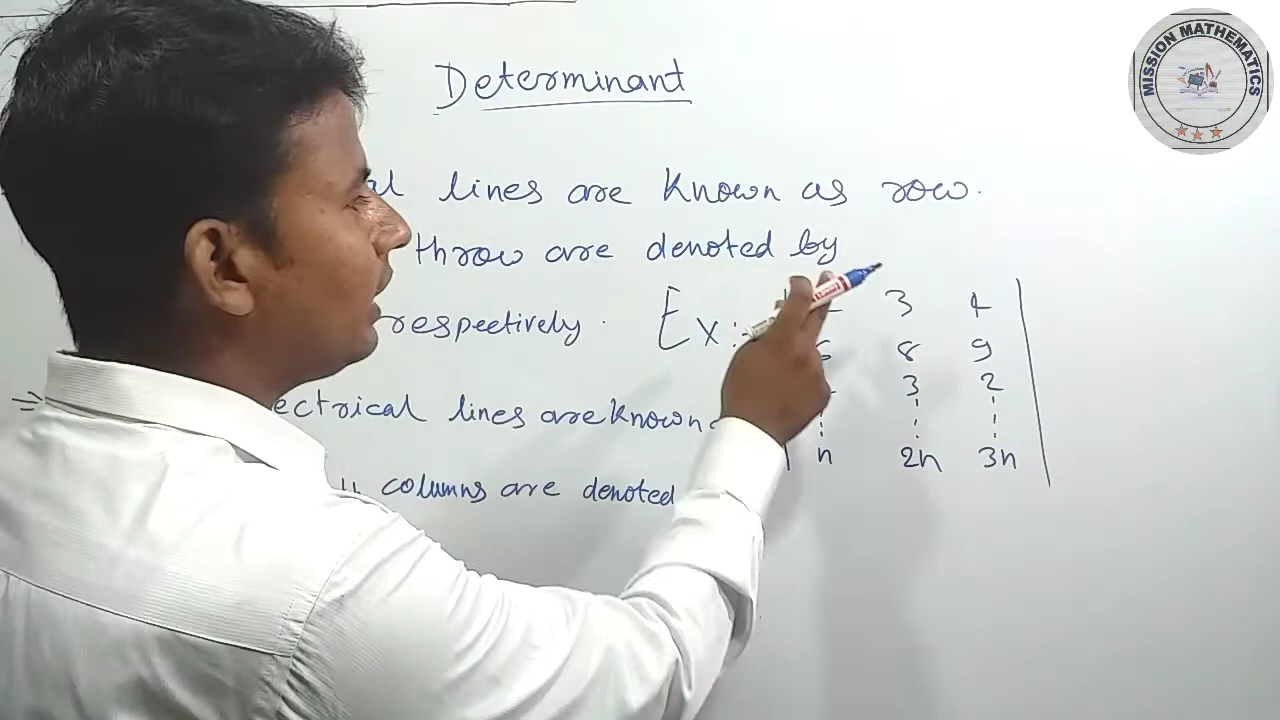 MISSION MATHEMATICS
Determinant
lines are known as row.
throw are denoted by
respectively. Ex:-
3 4
8 9
3 2
n 2n 3n
ectrical lines are known
columns are denoted